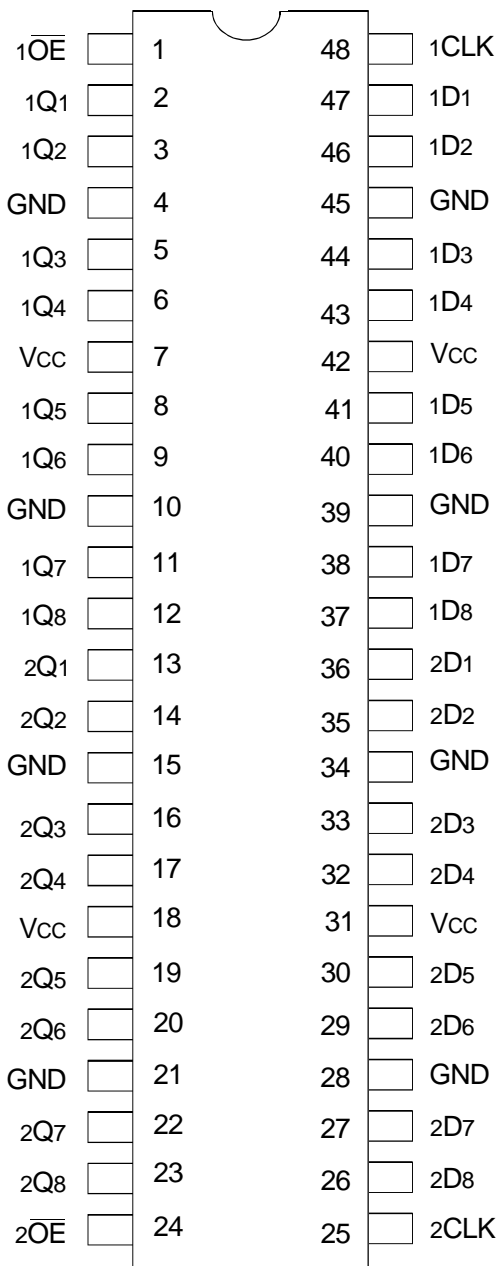 1OE 1 48 1CLK
1Q1 2 47 1D1
1Q2 3 46 1D2
GND 4 45 GND
1Q3 5 44 1D3
1Q4 6 43 1D4
VCC 7 42 VCC
1Q5 8 41 1D5
1Q6 9 40 1D6
GND 10 39 GND
1Q7 11 38 1D7
1Q8 12 37 1D8
2Q1 13 36 2D1
2Q2 14 35 2D2
GND 15 34 GND
2Q3 16 33 2D3
2Q4 17 32 2D4
VCC 18 31 VCC
2Q5 19 30 2D5
2Q6 20 29 2D6
GND 21 28 GND
2Q7 22 27 2D7
2Q8 23 26 2D8
2OE 24 25 2CLK